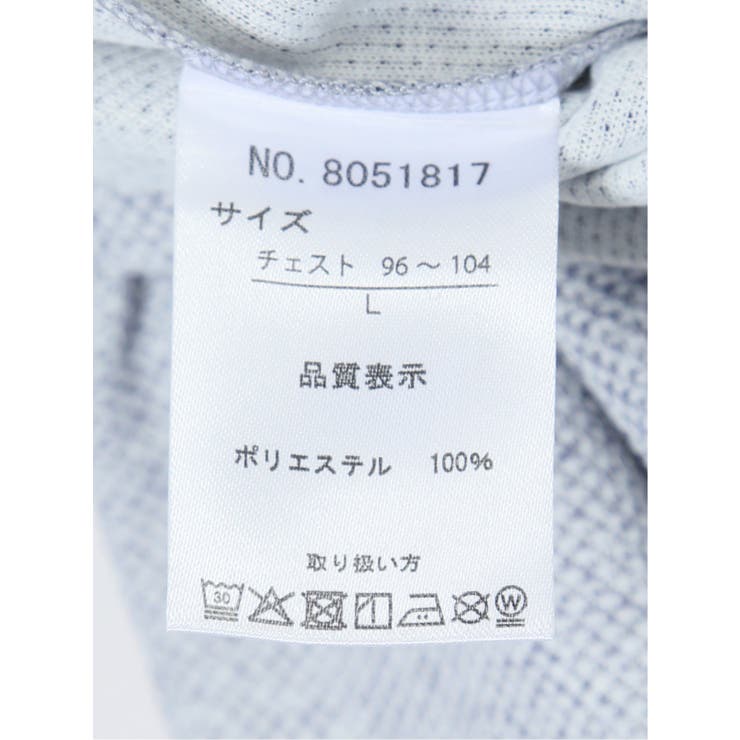 NO. 8051817
サイズ
チェスト 96～104
L
品質表示
ポリエステル 100%
取り扱い方
30 W